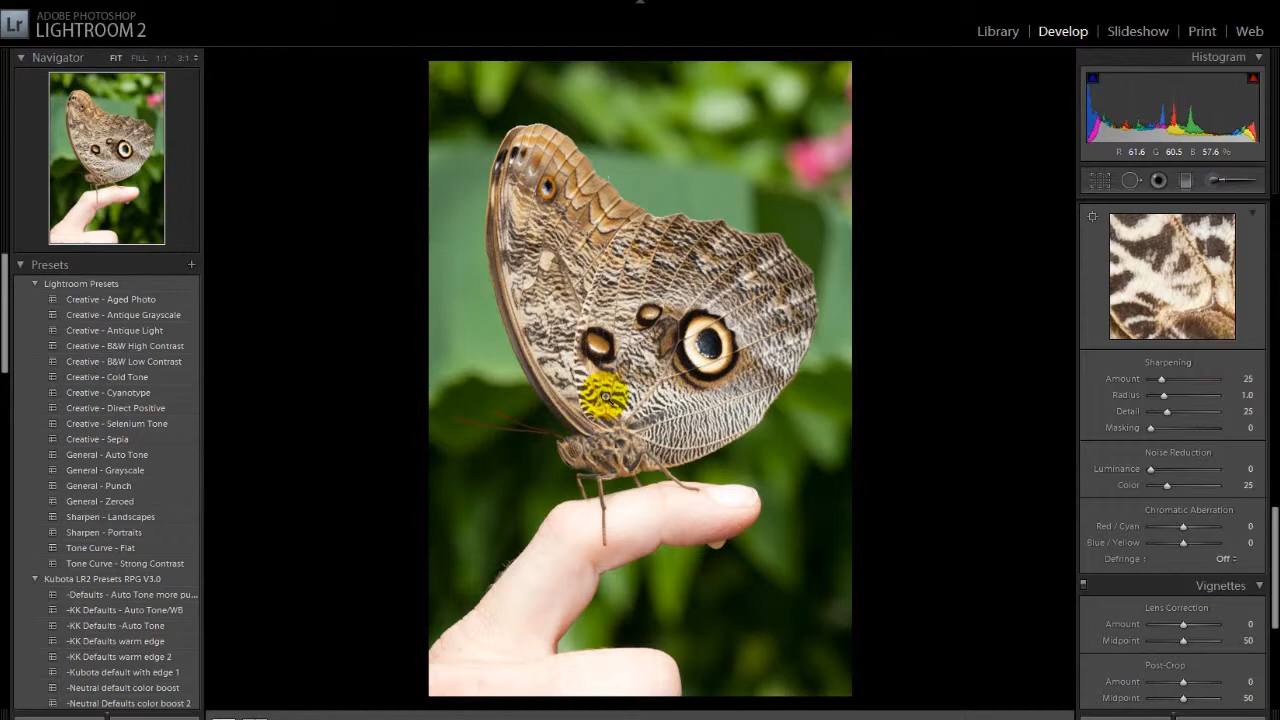 Lr ADOBE PHOTOSHOP
LIGHTROOM 2
Library | Develop | Slideshow | Print | Web
Navigator FIT FILL 1:1 3:1
Presets +
Lightroom Presets
Creative - Aged Photo
Creative - Antique Grayscale
Creative - Antique Light
Creative - B&W High Contrast
Creative - B&W Low Contrast
Creative - Cold Tone
Creative - Cyanotype
Creative - Direct Positive
Creative - Selenium Tone
Creative - Sepia
General - Auto Tone
General - Grayscale
General - Punch
General - Zeroed
Sharpen - Landscapes
Sharpen - Portraits
Tone Curve - Flat
Tone Curve - Strong Contrast
Kubota LR2 Presets RPG V3.0
-Defaults - Auto Tone more pu...
-KK Defaults - Auto Tone/WB
-KK Defaults -Auto Tone
-KK Defaults warm edge
-KK Defaults warm edge 2
-Kubota default with edge 1
-Neutral default color boost
-Neutral Defaults color boost 2
Histogram
R 61.6 G 60.5 B 57.6 %
Sharpening
Amount 25
Radius 1.0
Detail 25
Masking 0
Noise Reduction
Luminance 0
Color 25
Chromatic Aberration
Red / Cyan 0
Blue / Yellow 0
Defringe : Off
Vignettes
Lens Correction
Amount 0
Midpoint 50
Post-Crop
Amount 0
Midpoint 50